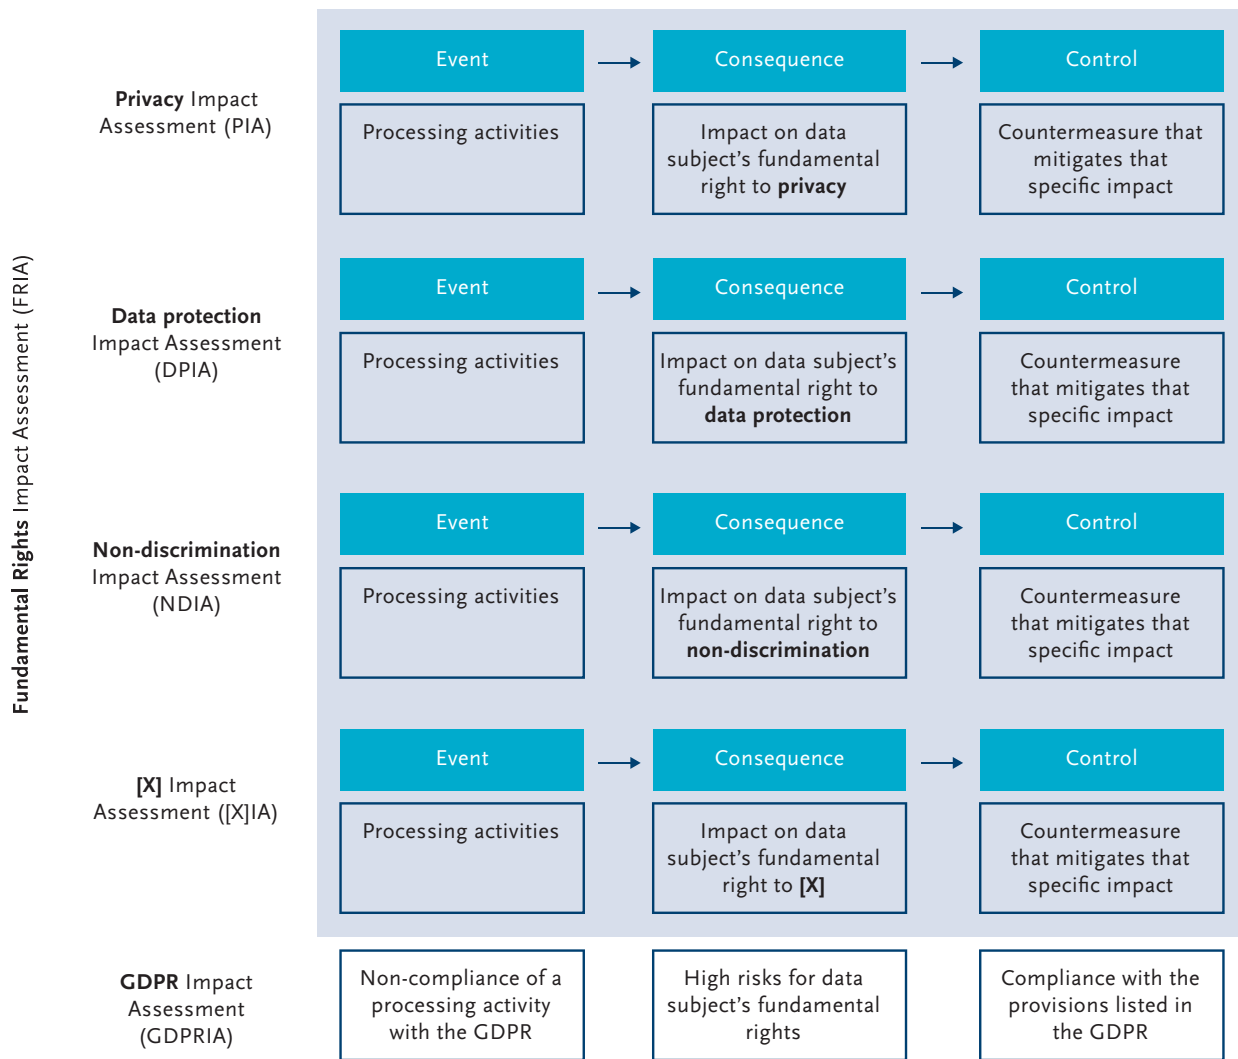 Fundamental Rights Impact Assessment (FRIA)
Privacy Impact
Assessment (PIA)
Event
Consequence
Control
Processing activities
Impact on data
subject's fundamental
right to privacy
Countermeasure that
mitigates that
specific impact
Data protection
Impact Assessment
(DPIA)
Event
Consequence
Control
Processing activities
Impact on data subject's
fundamental right to
data protection
Countermeasure
that mitigates that
specific impact
Non-discrimination
Impact Assessment
(NDIA)
Event
Consequence
Control
Processing activities
Impact on data subject's
fundamental right to
non-discrimination
Countermeasure
that mitigates that
specific impact
[X] Impact
Assessment ([X]IA)
Event
Consequence
Control
Processing activities
Impact on data
subject's fundamental
right to [X]
Countermeasure
that mitigates that
specific impact
GDPR Impact
Assessment
(GDPRIA)
Non-compliance of a
processing activity
with the GDPR
High risks for data
subject's fundamental
rights
Compliance with the
provisions listed in
the GDPR